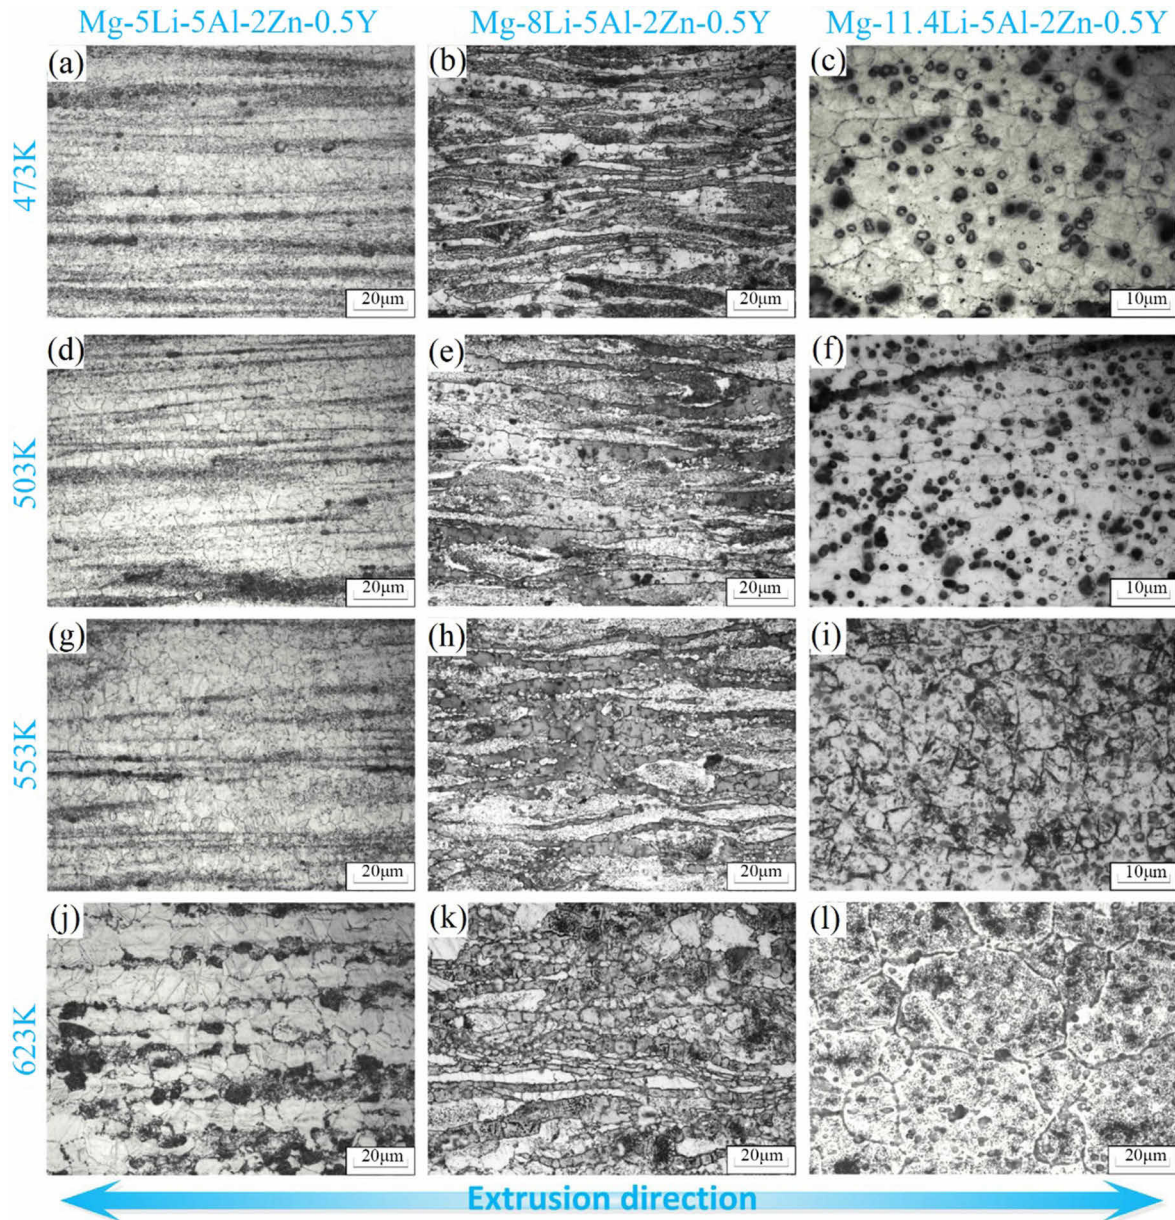 Mg-5Li-5Al-2Zn-0.5Y Mg-8Li-5Al-2Zn-0.5Y Mg-11.4Li-5Al-2Zn-0.5Y
473K
(a) (b) (c)
20μm 20μm 10μm
503K
(d) (e) (f)
20μm 20μm 10μm
553K
(g) (h) (i)
20μm 20μm 10μm
623K
(j) (k) (l)
20μm 20μm 20μm
Extrusion direction